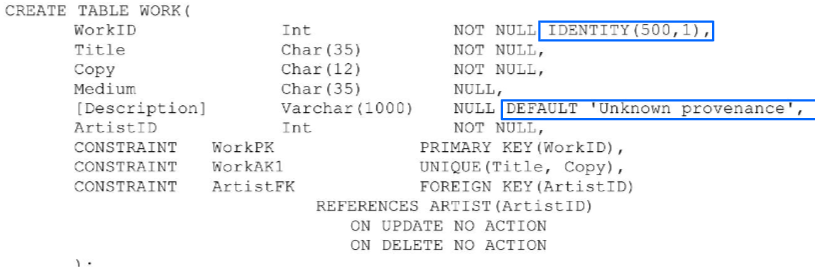 CREATE TABLE WORK(
WorkID Int NOT NULL IDENTITY(500,1),
Title Char(35) NOT NULL,
Copy Char(12) NOT NULL,
Medium Char(35) NULL,
[Description] Varchar(1000) NULL DEFAULT 'Unknown provenance',
ArtistID Int NOT NULL,
CONSTRAINT WorkPK PRIMARY KEY(WorkID),
CONSTRAINT WorkAK1 UNIQUE(Title, Copy),
CONSTRAINT ArtistFK FOREIGN KEY(ArtistID)
REFERENCES ARTIST(ArtistID)
ON UPDATE NO ACTION
ON DELETE NO ACTION
);